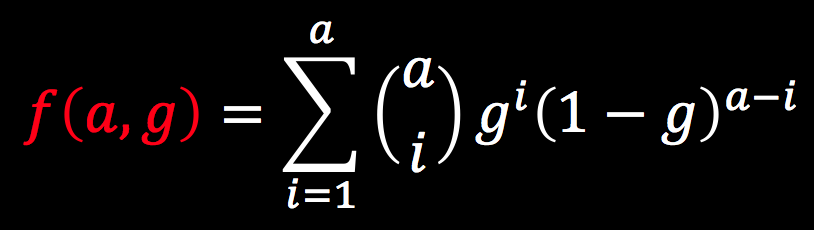 f(a, g) = \sum_{i=1}^{a} \binom{a}{i} g^{i}(1 − g)^{a−i}